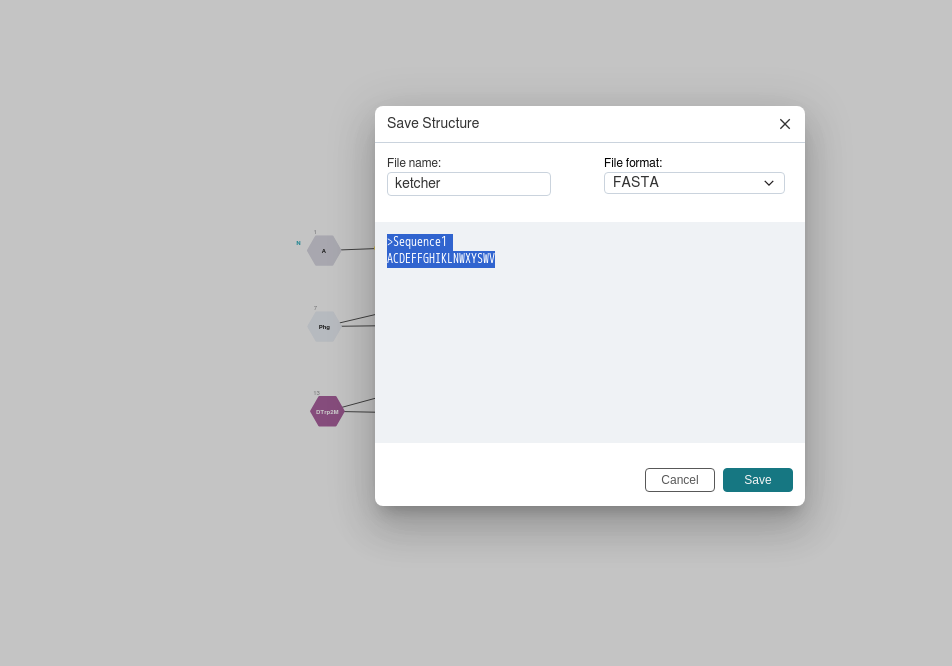 Save Structure
File name:
File format:
ketcher
FASTA
>Sequence1
ACDEFFGHIKLNWXYSWV
1
N
A
7
Phg
13
DTrp2M
Cancel
Save